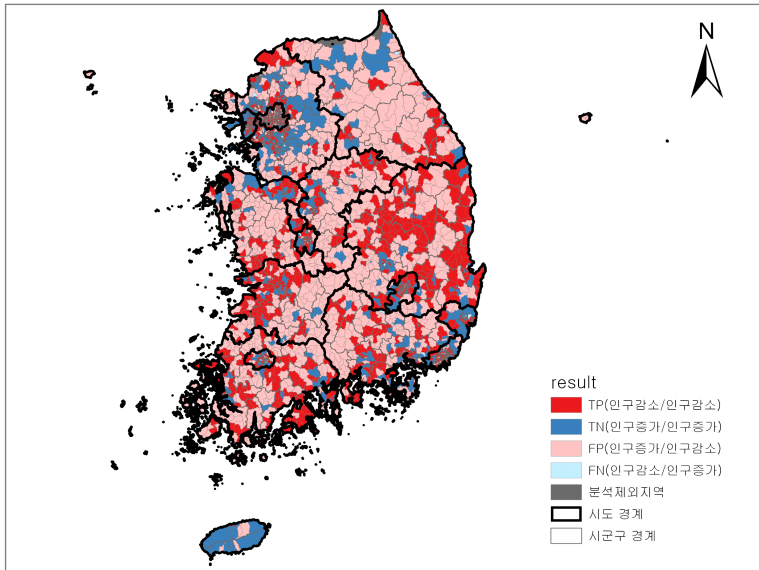 N
result
TP(인구감소/인구감소)
TN(인구증가/인구증가)
FP(인구증가/인구감소)
FN(인구감소/인구증가)
분석제외지역
시도 경계
시군구 경계